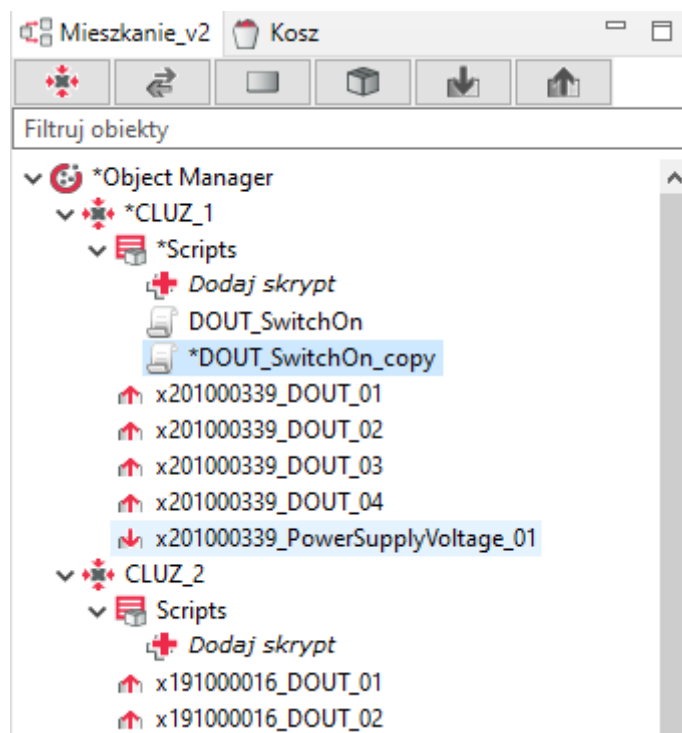 Mieszkanie_v2 Kosz
Filtruj obiekty
*Object Manager
*CLUZ_1
*Scripts
Dodaj skrypt
DOUT_SwitchOn
*DOUT_SwitchOn_copy
x201000339_DOUT_01
x201000339_DOUT_02
x201000339_DOUT_03
x201000339_DOUT_04
x201000339_PowerSupplyVoltage_01
CLUZ_2
Scripts
Dodaj skrypt
x191000016_DOUT_01
x191000016_DOUT_02